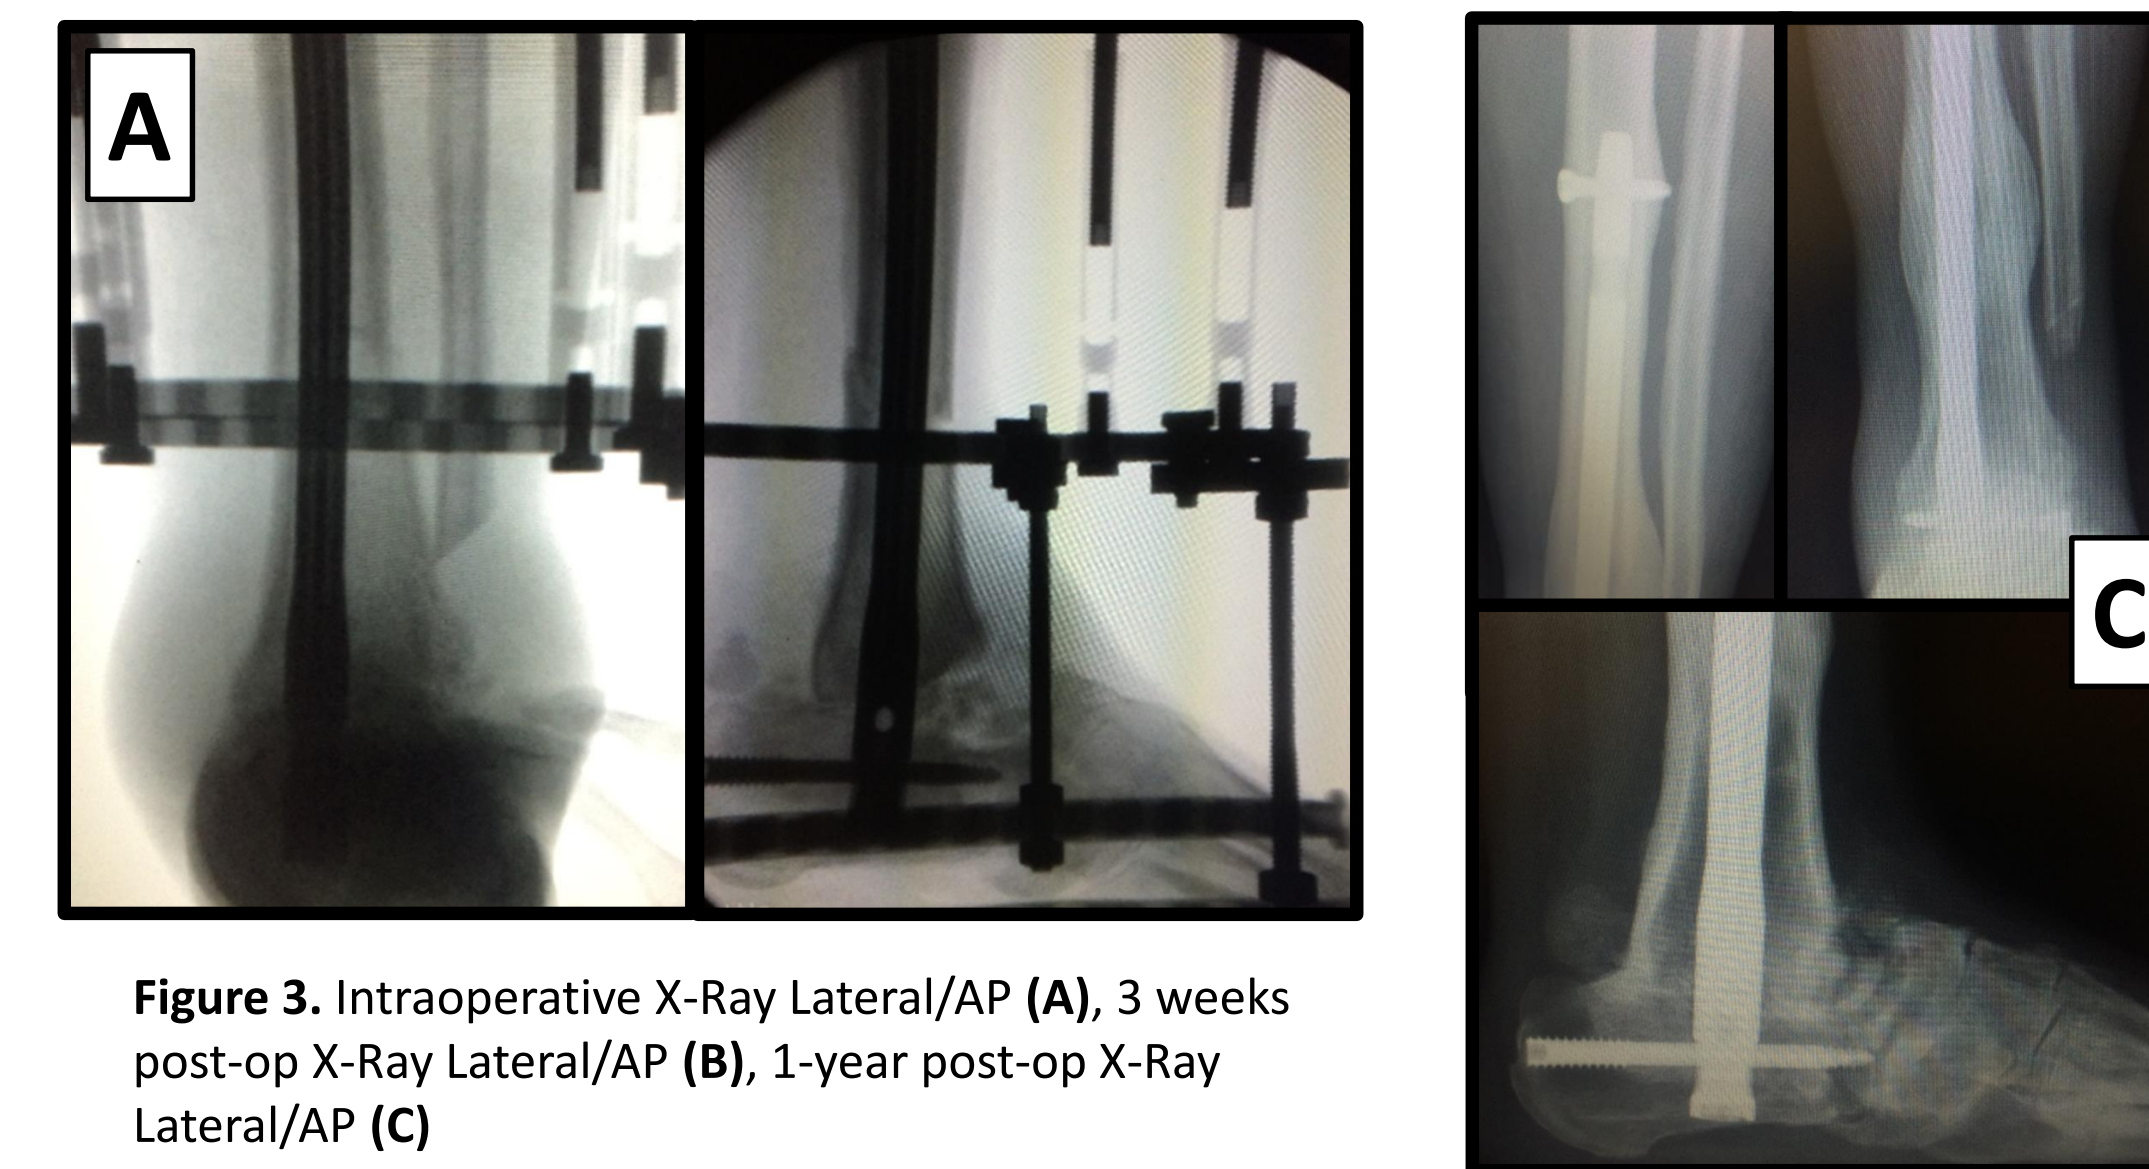 A
C
Figure 3. Intraoperative X-Ray Lateral/AP (A), 3 weeks
post-op X-Ray Lateral/AP (B), 1-year post-op X-Ray
Lateral/AP (C)